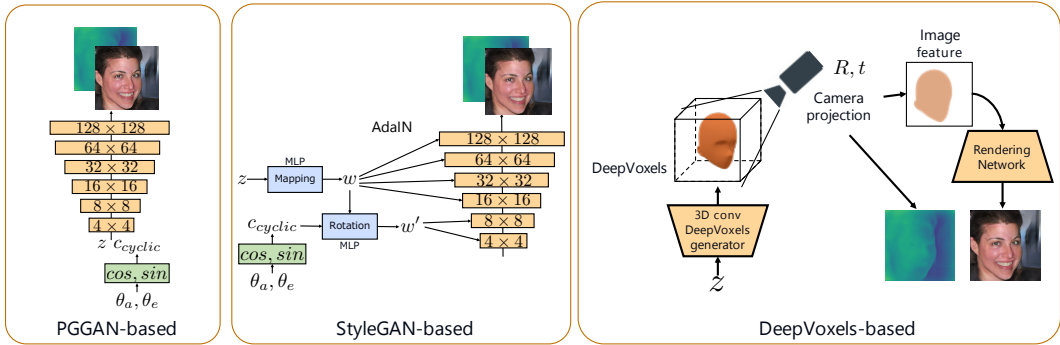 128 × 128
64 × 64
32 × 32
16 × 16
8 × 8
4 × 4
z c_cyclic
cos, sin
θ_a, θ_e
PGGAN-based
AdaIN
128 × 128
64 × 64
32 × 32
16 × 16
8 × 8
4 × 4
MLP
z
Mapping
w
c_cyclic
Rotation
w′
MLP
cos, sin
θ_a, θ_e
StyleGAN-based
R, t
Camera
projection
Image
feature
DeepVoxels
3D conv
DeepVoxels
generator
z
Rendering
Network
DeepVoxels-based